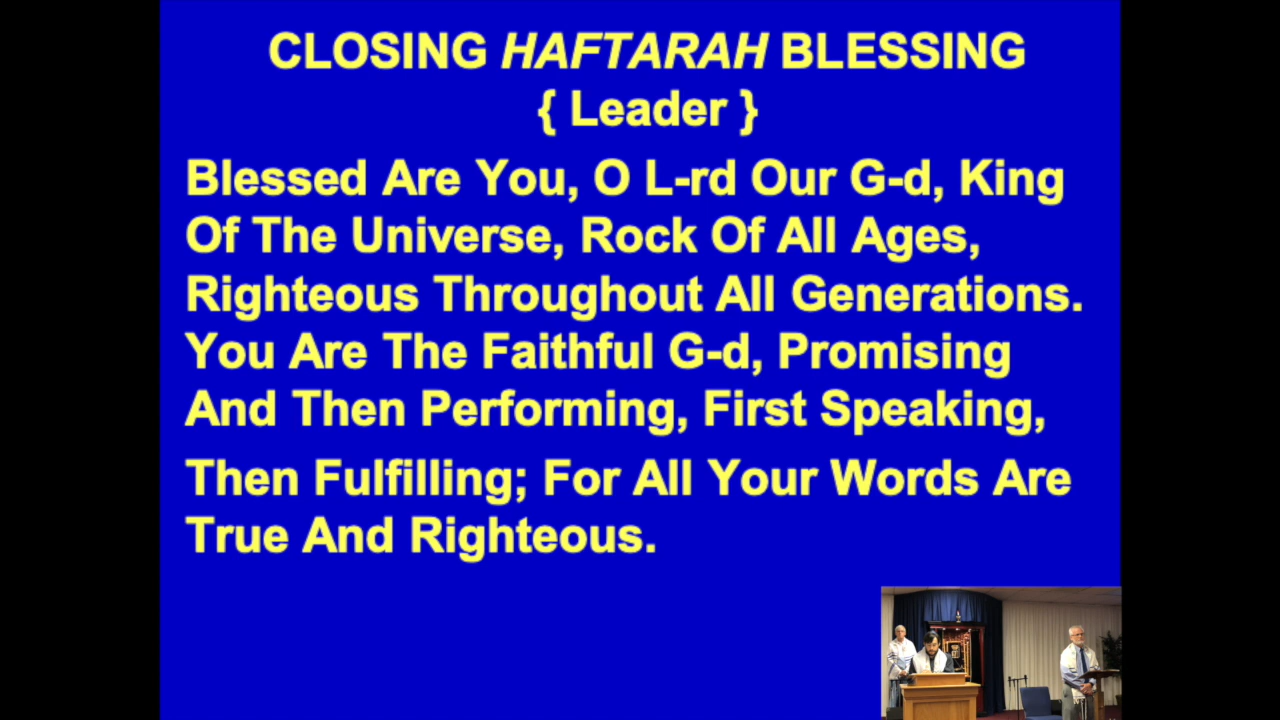 CLOSING HAFTARAH BLESSING
{ Leader }
Blessed Are You, O L-rd Our G-d, King
Of The Universe, Rock Of All Ages,
Righteous Throughout All Generations.
You Are The Faithful G-d, Promising
And Then Performing, First Speaking,
Then Fulfilling; For All Your Words Are
True And Righteous.